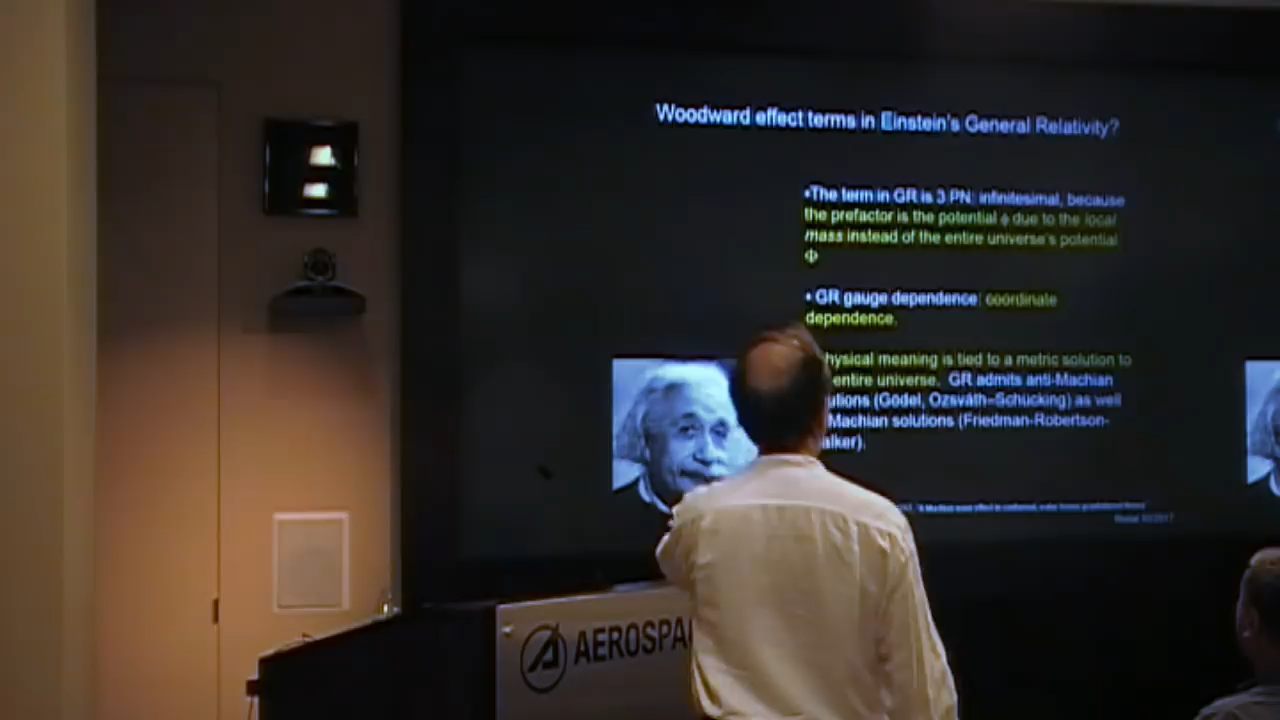 Woodward effect terms in Einstein's General Relativity?
•The term in GR is 3 PN: infinitesimal, because
the prefactor is the potential ϕ due to the local
mass instead of the entire universe's potential
Φ
• GR gauge dependence: coordinate
dependence.
hysical meaning is tied to a metric solution to
entire universe. GR admits anti-Machian
utions (Gödel, Ozsváth–Schücking) as well
Machian solutions (Friedman-Robertson-
alker).
AEROSPA